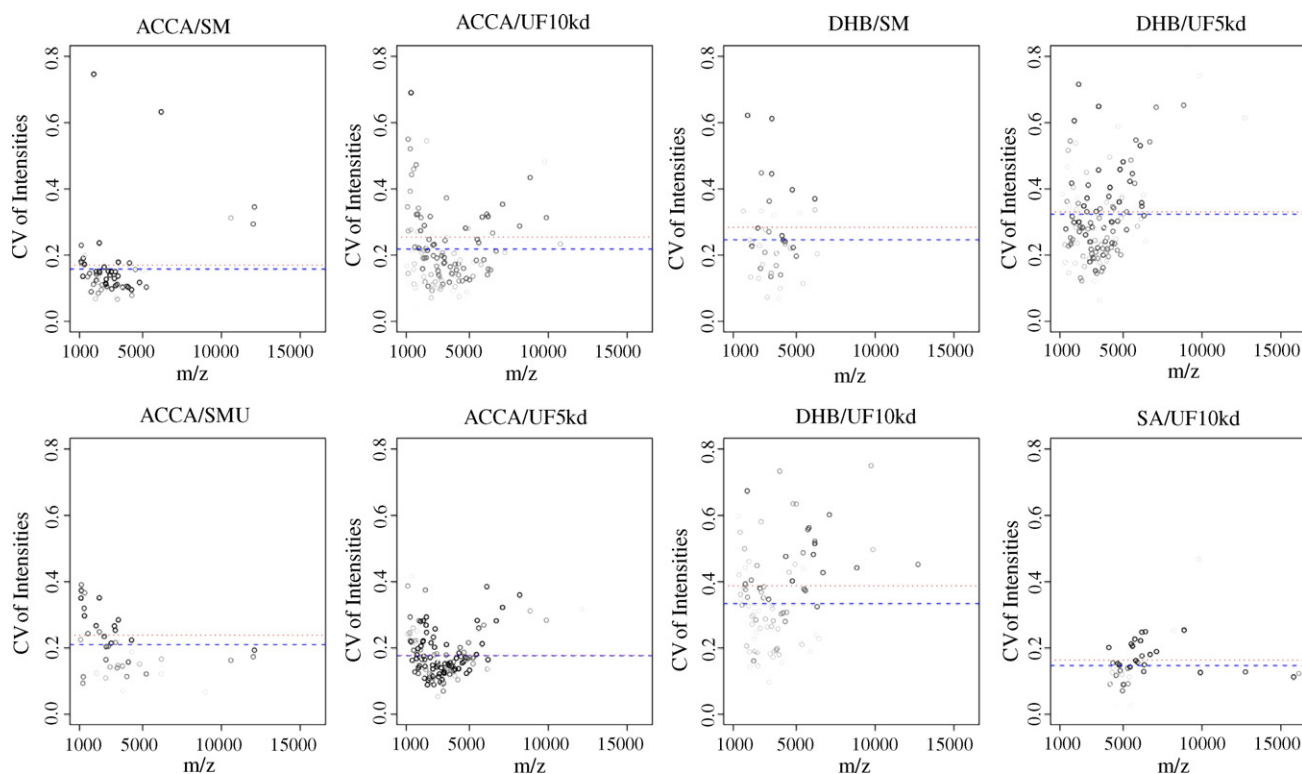 ACCA/SM
ACCA/UF10kd
DHB/SM
DHB/UF5kd
CV of Intensities
0.0 0.2 0.4 0.6 0.8
1000 5000 10000 15000
m/z
CV of Intensities
0.0 0.2 0.4 0.6 0.8
1000 5000 10000 15000
m/z
CV of Intensities
0.0 0.2 0.4 0.6 0.8
1000 5000 10000 15000
m/z
CV of Intensities
0.0 0.2 0.4 0.6 0.8
1000 5000 10000 15000
m/z
ACCA/SMU
ACCA/UF5kd
DHB/UF10kd
SA/UF10kd
CV of Intensities
0.0 0.2 0.4 0.6 0.8
1000 5000 10000 15000
m/z
CV of Intensities
0.0 0.2 0.4 0.6 0.8
1000 5000 10000 15000
m/z
CV of Intensities
0.0 0.2 0.4 0.6 0.8
1000 5000 10000 15000
m/z
CV of Intensities
0.0 0.2 0.4 0.6 0.8
1000 5000 10000 15000
m/z